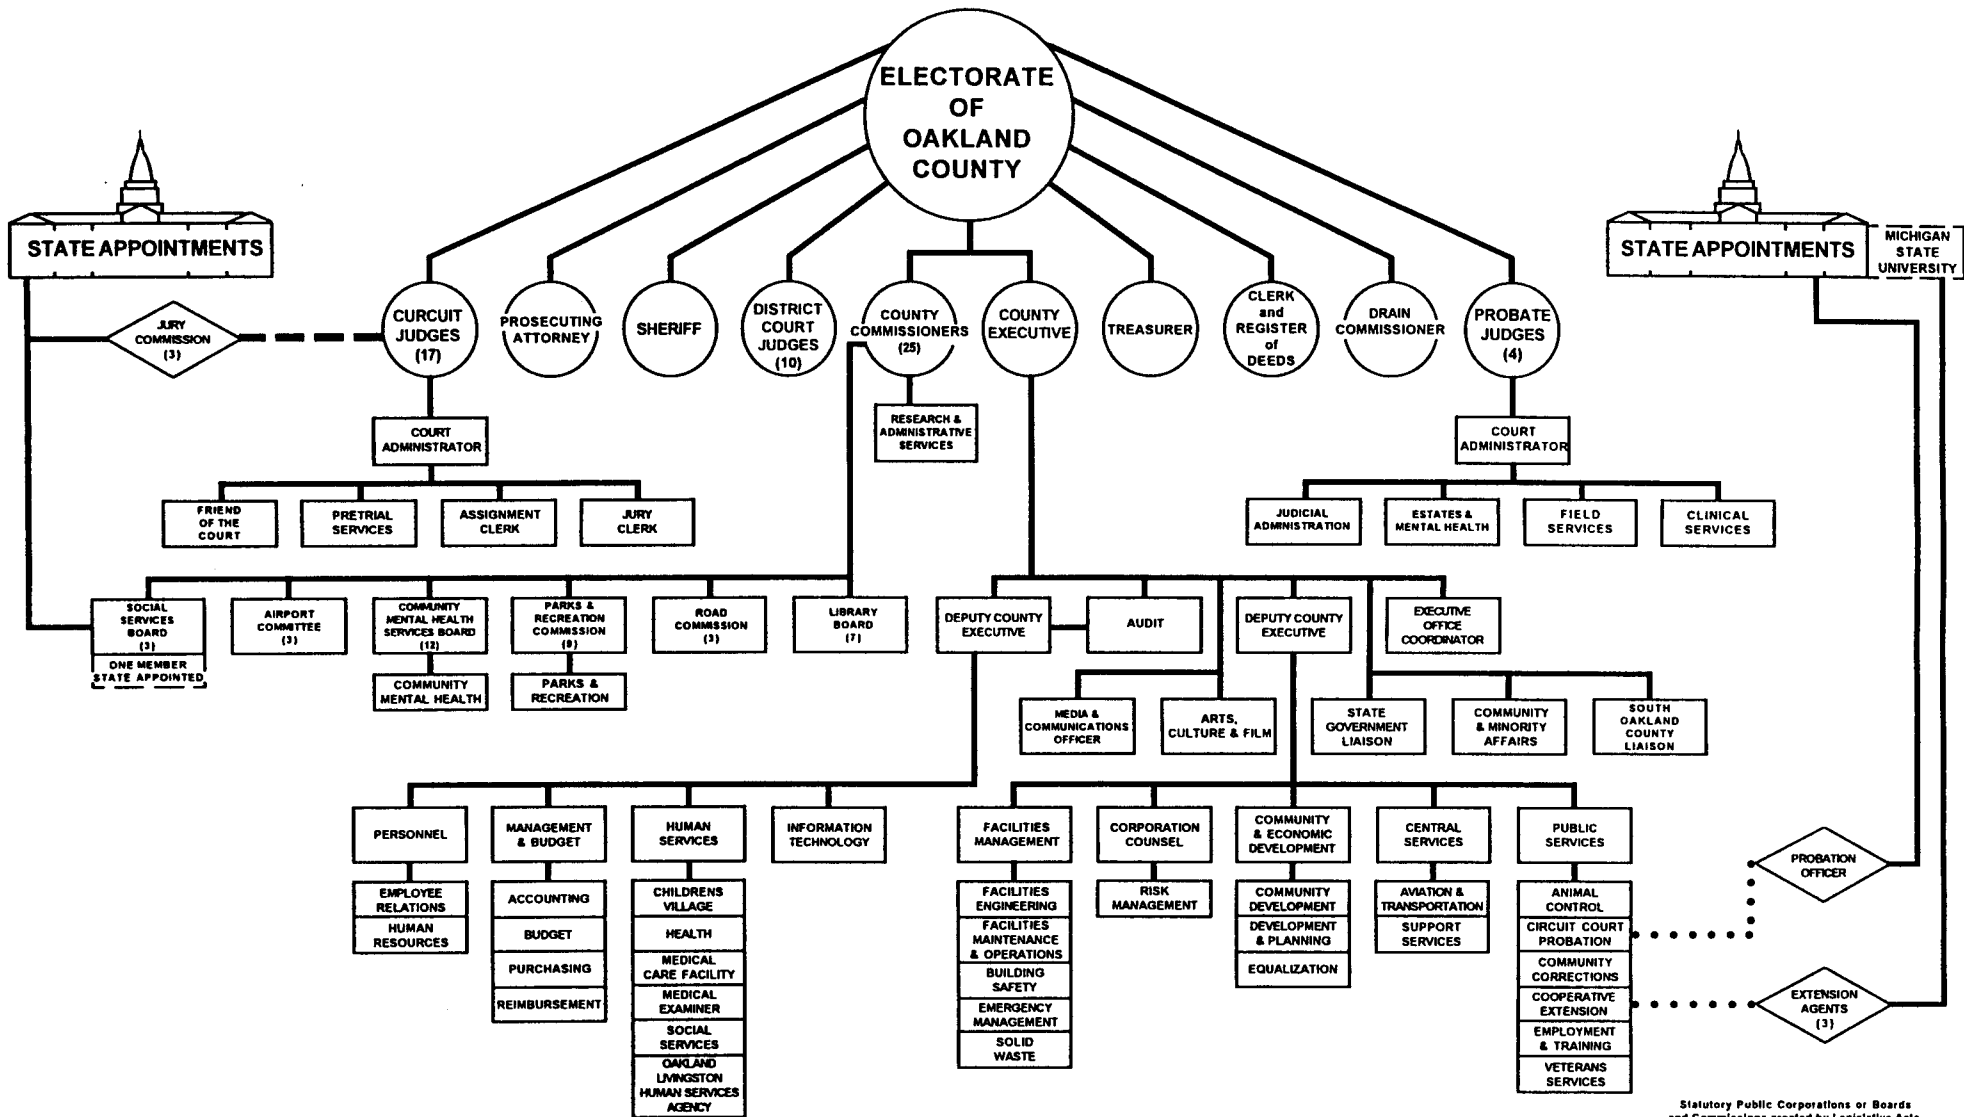 ELECTORATE
OF
OAKLAND
COUNTY
STATE APPOINTMENTS
STATE APPOINTMENTS
MICHIGAN
STATE
UNIVERSITY
JURY
COMMISSION
(3)
CURCUIT
JUDGES
(17)
PROSECUTING
ATTORNEY
SHERIFF
DISTRICT
COURT
JUDGES
(10)
COUNTY
COMMISSIONERS
(25)
COUNTY
EXECUTIVE
TREASURER
CLERK
and
REGISTER
of
DEEDS
DRAIN
COMMISSIONER
PROBATE
JUDGES
(4)
COURT
ADMINISTRATOR
RESEARCH &
ADMINISTRATIVE
SERVICES
COURT
ADMINISTRATOR
FRIEND
OF THE
COURT
PRETRIAL
SERVICES
ASSIGNMENT
CLERK
JURY
CLERK
JUDICIAL
ADMINISTRATION
ESTATES &
MENTAL HEALTH
FIELD
SERVICES
CLINICAL
SERVICES
SOCIAL
SERVICES
BOARD
(3)
ONE MEMBER
STATE APPOINTED
AIRPORT
COMMITTEE
(3)
COMMUNITY
MENTAL HEALTH
SERVICES BOARD
(12)
COMMUNITY
MENTAL HEALTH
PARKS &
RECREATION
COMMISSION
(9)
PARKS &
RECREATION
ROAD
COMMISSION
(3)
LIBRARY
BOARD
(7)
DEPUTY COUNTY
EXECUTIVE
AUDIT
DEPUTY COUNTY
EXECUTIVE
EXECUTIVE
OFFICE
COORDINATOR
MEDIA &
COMMUNICATIONS
OFFICER
ARTS,
CULTURE & FILM
STATE
GOVERNMENT
LIAISON
COMMUNITY
& MINORITY
AFFAIRS
SOUTH
OAKLAND
COUNTY
LIAISON
PERSONNEL
EMPLOYEE
RELATIONS
HUMAN
RESOURCES
MANAGEMENT
& BUDGET
ACCOUNTING
BUDGET
PURCHASING
REIMBURSEMENT
HUMAN
SERVICES
CHILDRENS
VILLAGE
HEALTH
MEDICAL
CARE FACILITY
MEDICAL
EXAMINER
SOCIAL
SERVICES
OAKLAND
LIVINGSTON
HUMAN SERVICES
AGENCY
INFORMATION
TECHNOLOGY
FACILITIES
MANAGEMENT
FACILITIES
ENGINEERING
FACILITIES
MAINTENANCE
& OPERATIONS
BUILDING
SAFETY
EMERGENCY
MANAGEMENT
SOLID
WASTE
CORPORATION
COUNSEL
RISK
MANAGEMENT
COMMUNITY
& ECONOMIC
DEVELOPMENT
COMMUNITY
DEVELOPMENT
DEVELOPMENT
& PLANNING
EQUALIZATION
CENTRAL
SERVICES
AVIATION &
TRANSPORTATION
SUPPORT
SERVICES
PUBLIC
SERVICES
ANIMAL
CONTROL
CIRCUIT COURT
PROBATION
COMMUNITY
CORRECTIONS
COOPERATIVE
EXTENSION
EMPLOYMENT
& TRAINING
VETERANS
SERVICES
PROBATION
OFFICER
EXTENSION
AGENTS
(3)
Statutory Public Corporations or Boards
and Commissions created by Legislative Acts